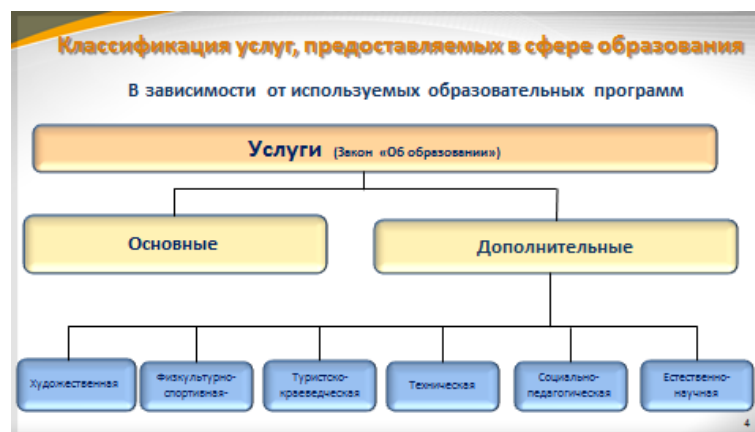 Классификация услуг, предоставляемых в сфере образования
В зависимости от используемых образовательных программ
Услуги (Закон «Об образовании»)
Основные
Дополнительные
Художественная
Физкультурно-
спортивная-
Туристско-
краеведческая
Техническая
Социально-
педагогическая
Естественно-
научная
4